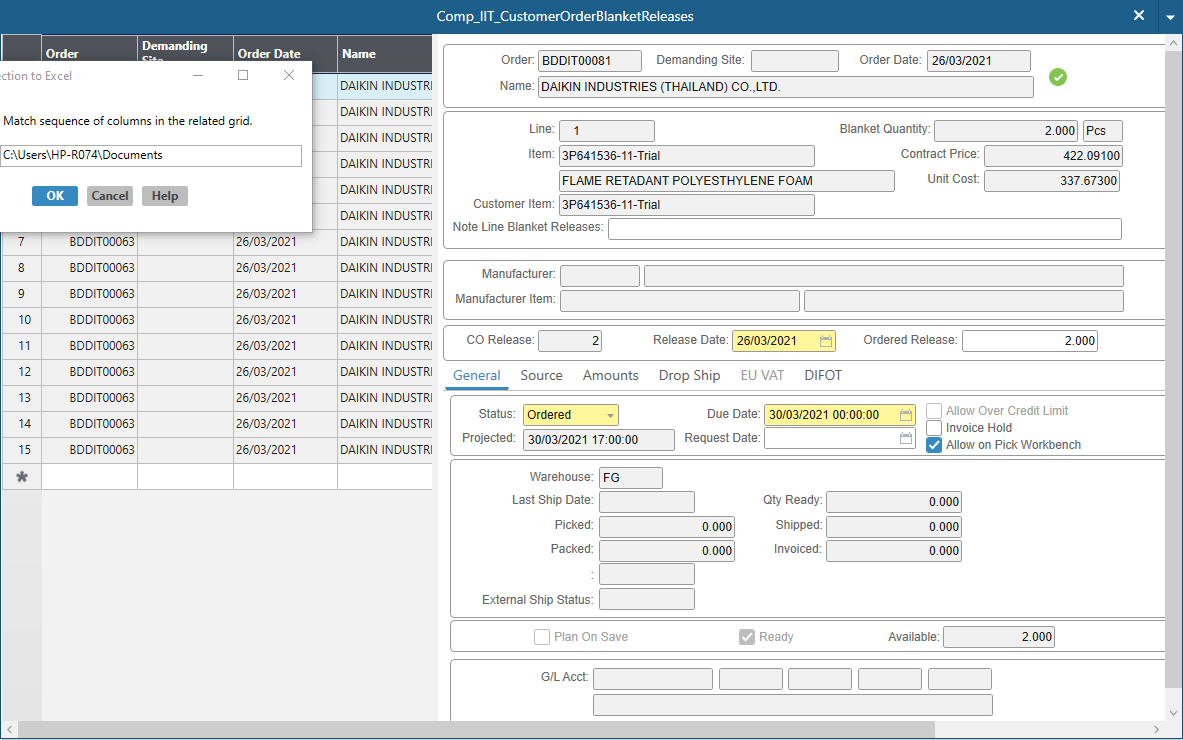 Comp_IIT_CustomerOrderBlanketReleases
Order
Demanding
Site
Order Date
Name
ection to Excel
Match sequence of columns in the related grid.
C:\Users\HP-R074\Documents
OK Cancel Help
DAIKIN INDUSTRI
DAIKIN INDUSTRI
DAIKIN INDUSTRI
DAIKIN INDUSTRI
DAIKIN INDUSTRI
DAIKIN INDUSTRI
7 BDDIT00063 26/03/2021 DAIKIN INDUSTRI
8 BDDIT00063 26/03/2021 DAIKIN INDUSTRI
9 BDDIT00063 26/03/2021 DAIKIN INDUSTRI
10 BDDIT00063 26/03/2021 DAIKIN INDUSTRI
11 BDDIT00063 26/03/2021 DAIKIN INDUSTRI
12 BDDIT00063 26/03/2021 DAIKIN INDUSTRI
13 BDDIT00063 26/03/2021 DAIKIN INDUSTRI
14 BDDIT00063 26/03/2021 DAIKIN INDUSTRI
15 BDDIT00063 26/03/2021 DAIKIN INDUSTRI
Order: BDDIT00081 Demanding Site: Order Date: 26/03/2021
Name: DAIKIN INDUSTRIES (THAILAND) CO.,LTD.
Line: 1 Blanket Quantity: 2.000 Pcs
Item: 3P641536-11-Trial Contract Price: 422.09100
FLAME RETADANT POLYESTHYLENE FOAM Unit Cost: 337.67300
Customer Item: 3P641536-11-Trial
Note Line Blanket Releases:
Manufacturer:
Manufacturer Item:
CO Release: 2 Release Date: 26/03/2021 Ordered Release: 2.000
General Source Amounts Drop Ship EU VAT DIFOT
Status: Ordered Due Date: 30/03/2021 00:00:00 Allow Over Credit Limit
Invoice Hold
Projected: 30/03/2021 17:00:00 Request Date: Allow on Pick Workbench
Warehouse: FG
Last Ship Date: Qty Ready: 0.000
Picked: 0.000 Shipped: 0.000
Packed: 0.000 Invoiced: 0.000
:
External Ship Status:
Plan On Save Ready Available: 2.000
G/L Acct: